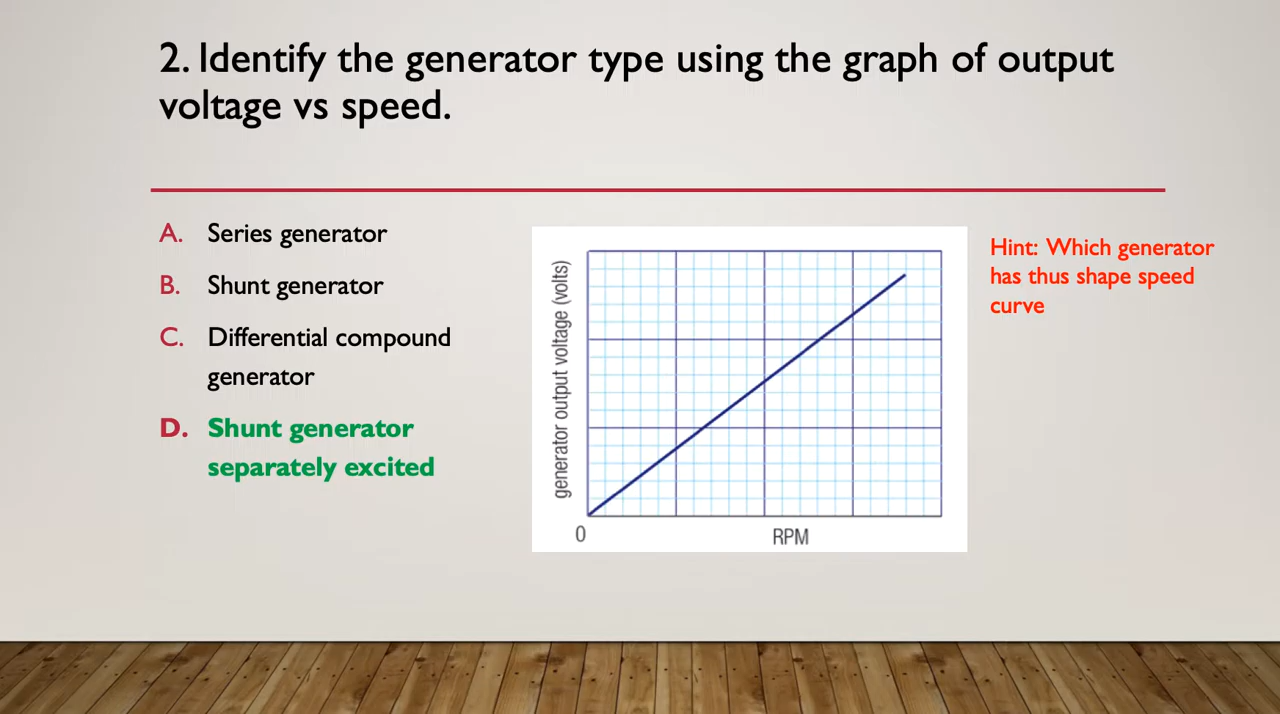 2. Identify the generator type using the graph of output
voltage vs speed.
A. Series generator
B. Shunt generator
C. Differential compound
generator
D. Shunt generator
separately excited
generator output voltage (volts)
0
RPM
Hint: Which generator
has thus shape speed
curve